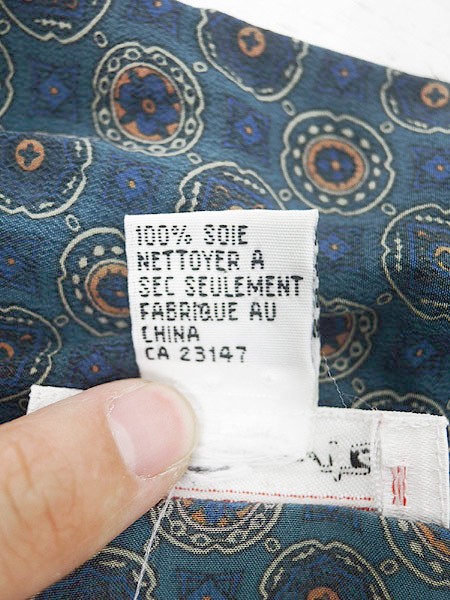 100% SOIE
NETTOYER A
SEC SEULEMENT
FABRIQUE AU
CHINA
CA 23147